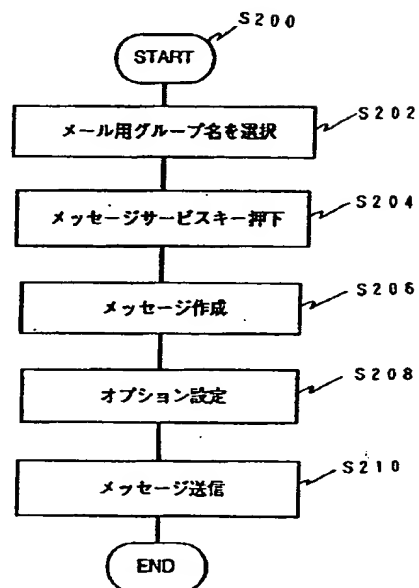 S200
START
S202
メール用グループ名を選択
S204
メッセージサービスキー押下
S206
メッセージ作成
S208
オプション設定
S210
メッセージ送信
END